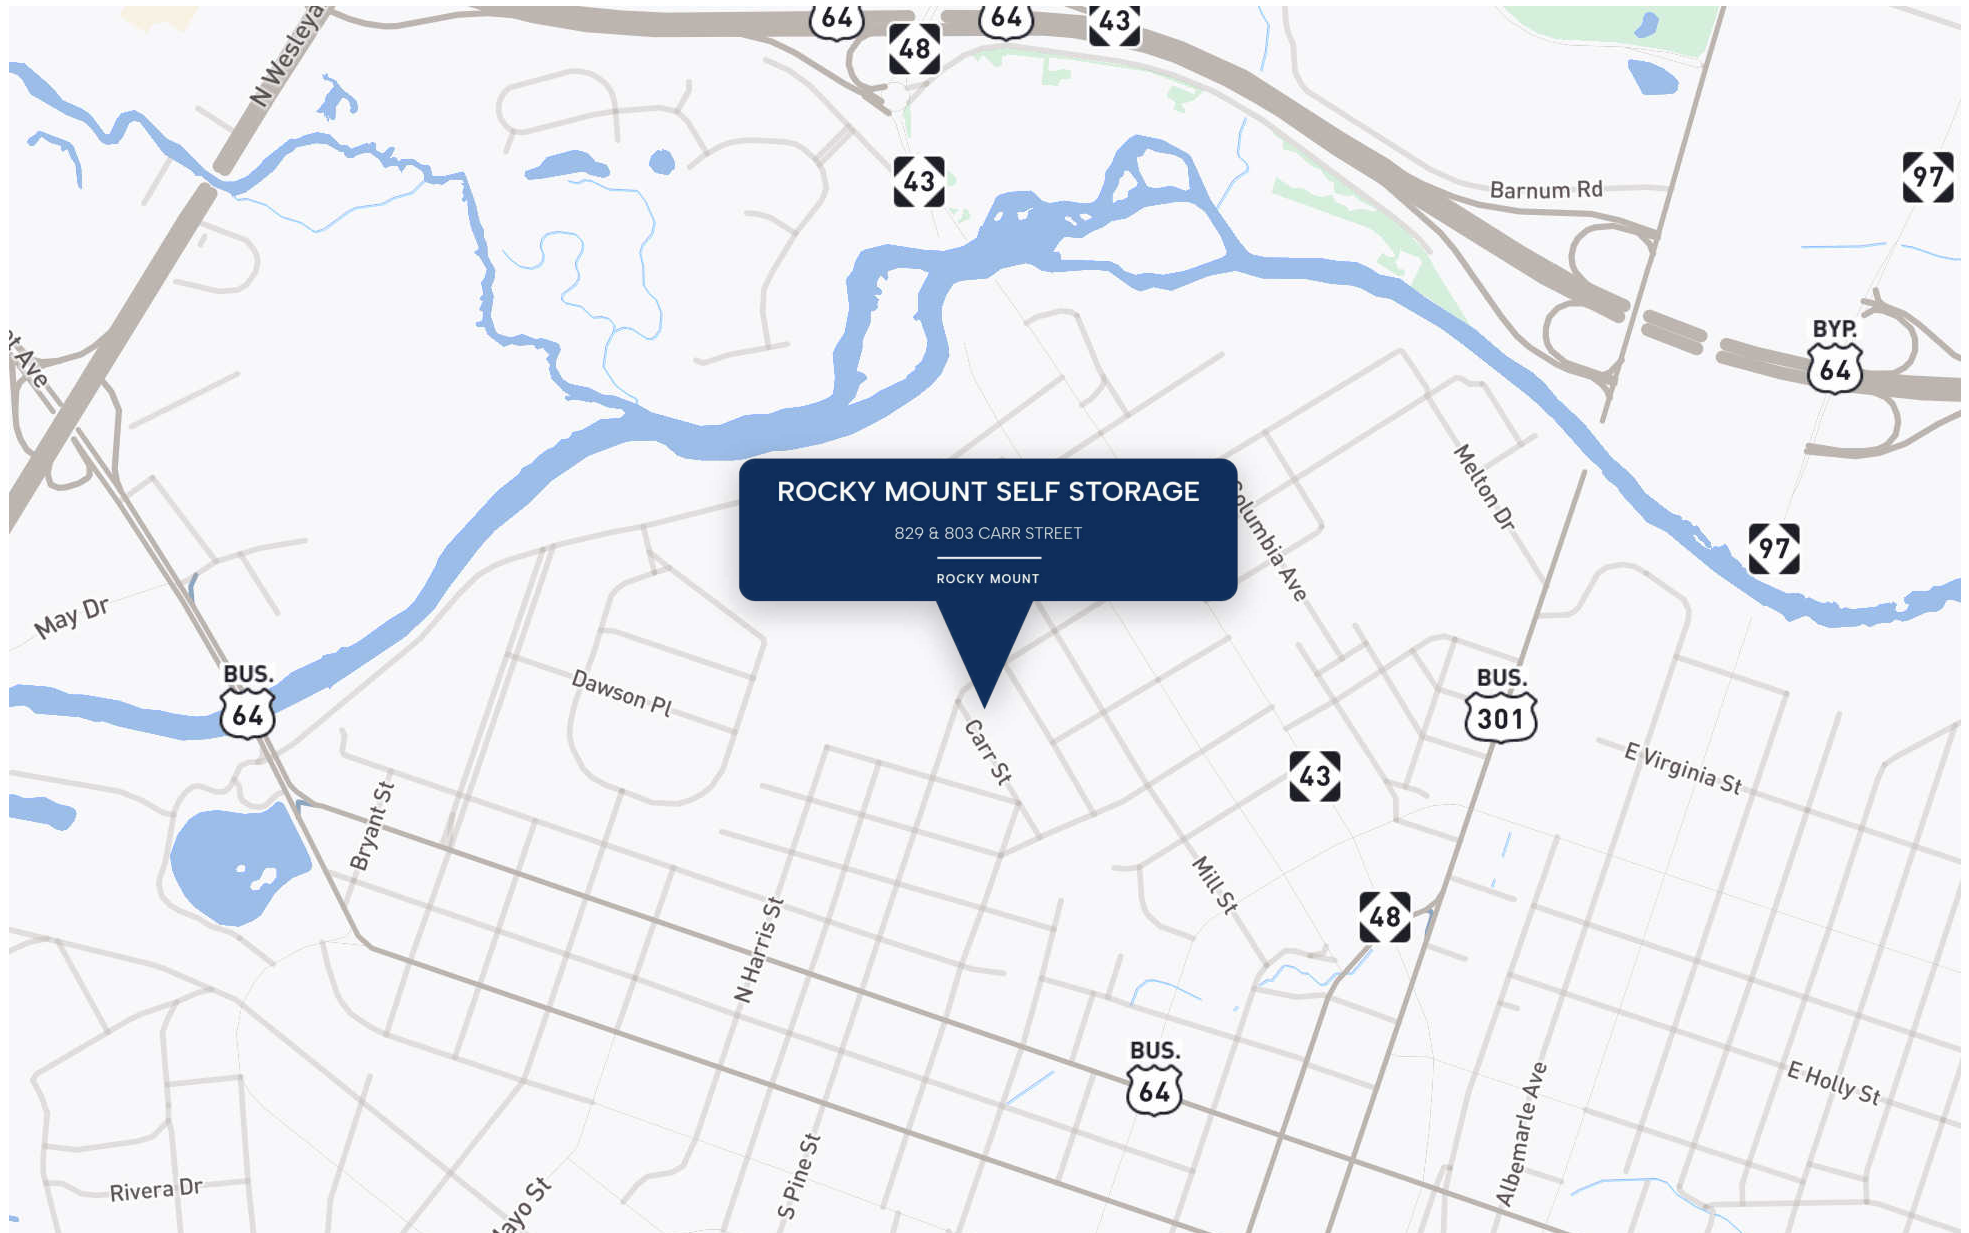 64
64
43
48
N Wesleya
43
97
Barnum Rd
BYP.
64
et Ave
ROCKY MOUNT SELF STORAGE
829 & 803 CARR STREET
ROCKY MOUNT
Columbia Ave
Melton Dr
97
May Dr
BUS.
64
Dawson Pl
BUS.
301
Carr St
43
E Virginia St
Bryant St
Mill St
48
N Harris St
BUS.
64
E Holly St
Albemarle Ave
Rivera Dr
S Pine St
ayo St